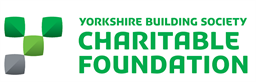 YORKSHIRE BUILDING SOCIETY
CHARITABLE
FOUNDATION